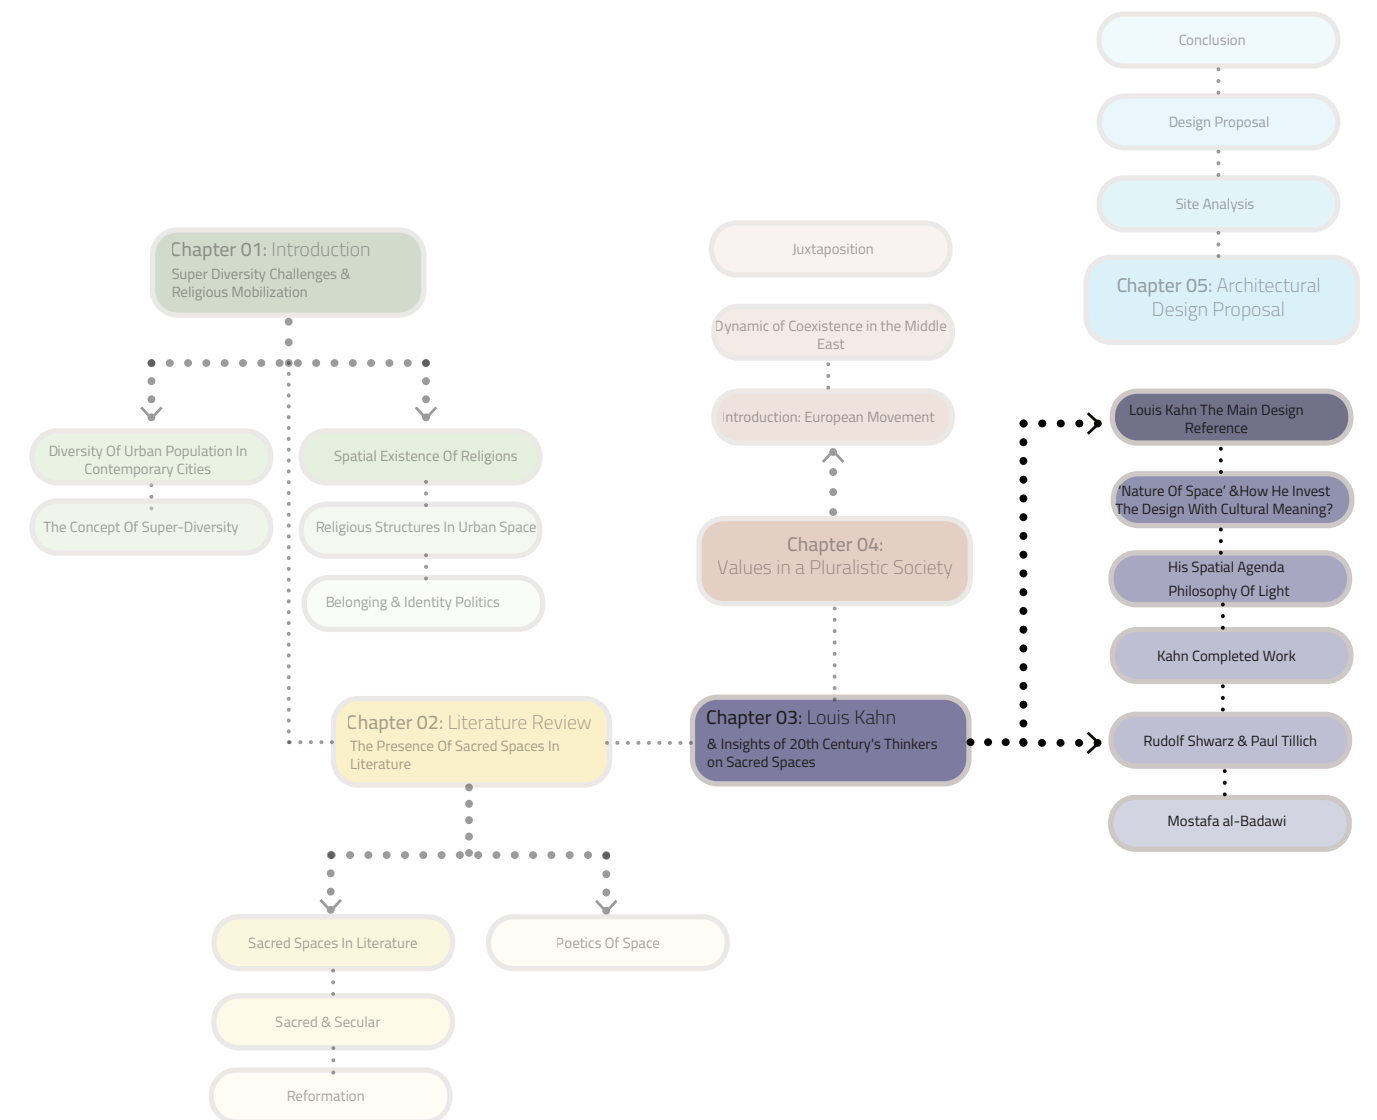 Conclusion
Design Proposal
Site Analysis
Chapter 05: Architectural
Design Proposal
Chapter 01: Introduction
Super Diversity Challenges &
Religious Mobilization
Diversity Of Urban Population In
Contemporary Cities
The Concept Of Super-Diversity
Spatial Existence Of Religions
Religious Structures In Urban Space
Belonging & Identity Politics
Juxtaposition
Dynamic of Coexistence in the Middle
East
Introduction: European Movement
Chapter 04:
Values in a Pluralistic Society
Chapter 02: Literature Review
The Presence Of Sacred Spaces In
Literature
Chapter 03: Louis Kahn
& Insights of 20th Century's Thinkers
on Sacred Spaces
Louis Kahn The Main Design
Reference
'Nature Of Space' &How He Invest
The Design With Cultural Meaning?
His Spatial Agenda
Philosophy Of Light
Kahn Completed Work
Rudolf Shwarz & Paul Tillich
Mostafa al-Badawi
Sacred Spaces In Literature
Sacred & Secular
Reformation
Poetics Of Space